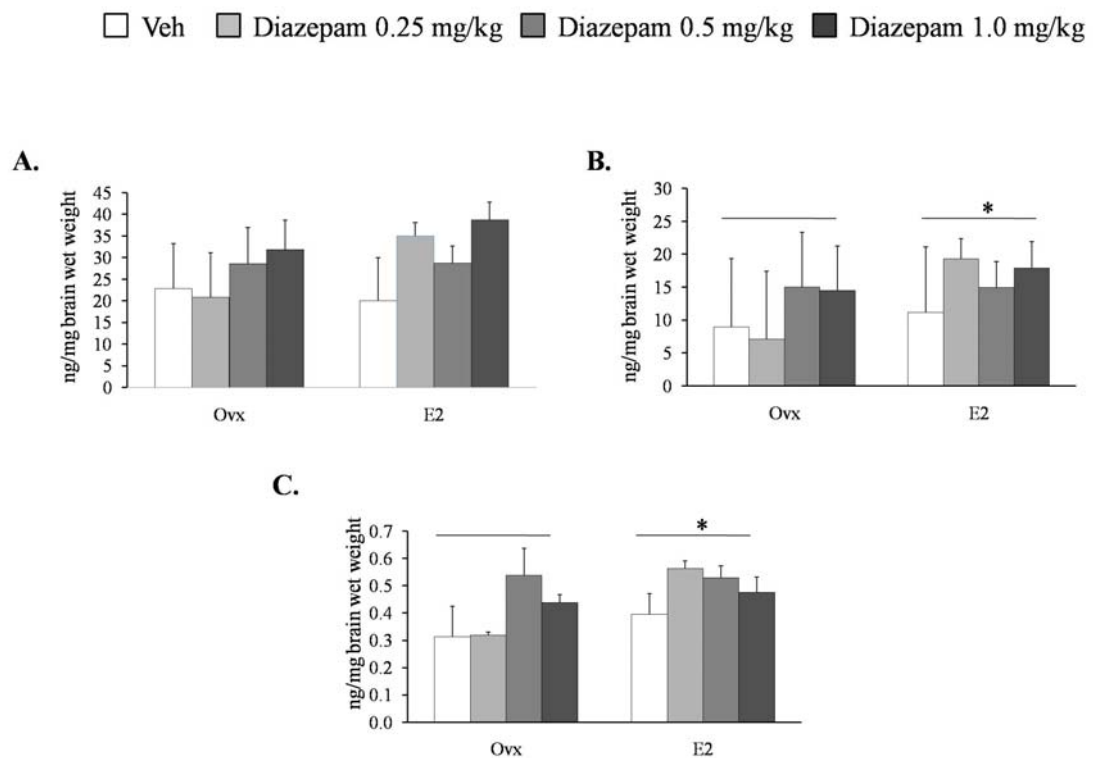 Veh Diazepam 0.25 mg/kg Diazepam 0.5 mg/kg Diazepam 1.0 mg/kg
A.
ng/mg brain wet weight
45
40
35
30
25
20
15
10
5
0
Ovx E2
B.
ng/mg brain wet weight
30
25
20
15
10
5
0
*
Ovx E2
C.
ng/mg brain wet weight
0.7
0.6
0.5
0.4
0.3
0.2
0.1
0.0
*
Ovx E2